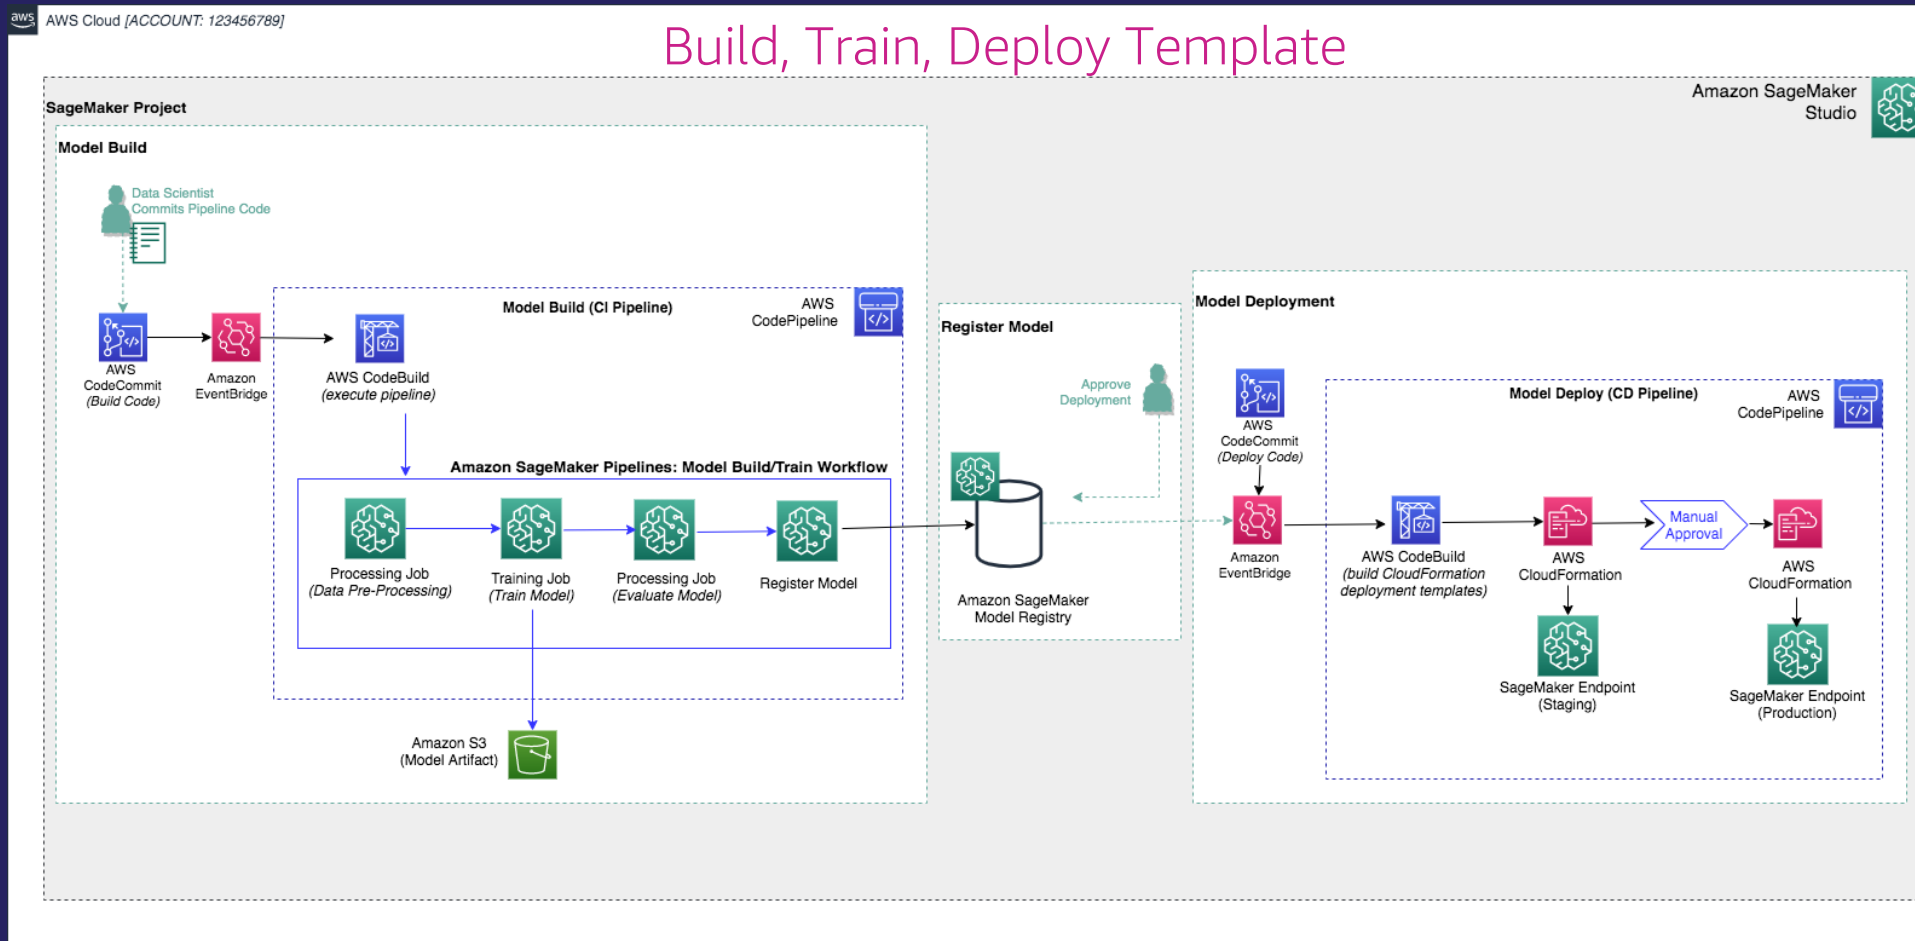 aws
AWS Cloud [ACCOUNT: 123456789]
Build, Train, Deploy Template
Amazon SageMaker
Studio
SageMaker Project
Model Build
Data Scientist
Commits Pipeline Code
AWS
CodeCommit
(Build Code)
Amazon
EventBridge
Model Build (CI Pipeline)
AWS
CodePipeline
AWS CodeBuild
(execute pipeline)
Amazon SageMaker Pipelines: Model Build/Train Workflow
Processing Job
(Data Pre-Processing)
Training Job
(Train Model)
Processing Job
(Evaluate Model)
Register Model
Amazon S3
(Model Artifact)
Register Model
Approve
Deployment
Amazon SageMaker
Model Registry
Model Deployment
AWS
CodeCommit
(Deploy Code)
Amazon
EventBridge
Model Deploy (CD Pipeline)
AWS
CodePipeline
AWS CodeBuild
(build CloudFormation
deployment templates)
AWS
CloudFormation
Manual
Approval
AWS
CloudFormation
SageMaker Endpoint
(Staging)
SageMaker Endpoint
(Production)